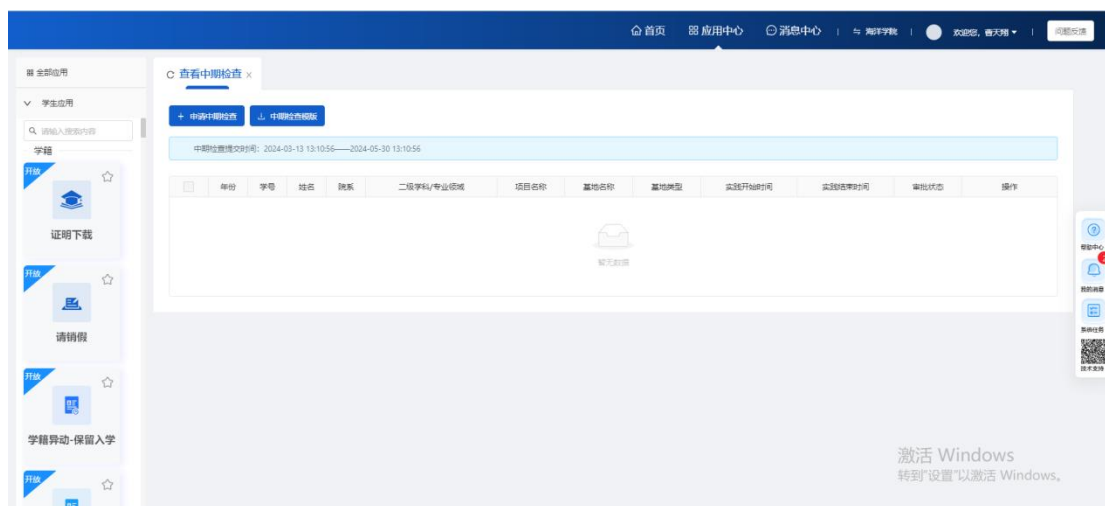 首页 应用中心 消息中心 海洋学院 欢迎您, 曹天翔 问题反馈
全部应用
学生应用
请输入搜索内容
学籍
开放
证明下载
开放
请销假
开放
学籍异动-保留入学
开放
查看中期检查 ×
+ 申请中期检查 中期检查模版
中期检查提交时间: 2024-03-13 13:10:56——2024-05-30 13:10:56
年份 学号 姓名 院系 二级学科/专业领域 项目名称 基地名称 基地类型 实践开始时间 实践结束时间 审批状态 操作
暂无数据
帮助中心
我的消息
系统任务
技术支持
激活 Windows
转到"设置"以激活 Windows。